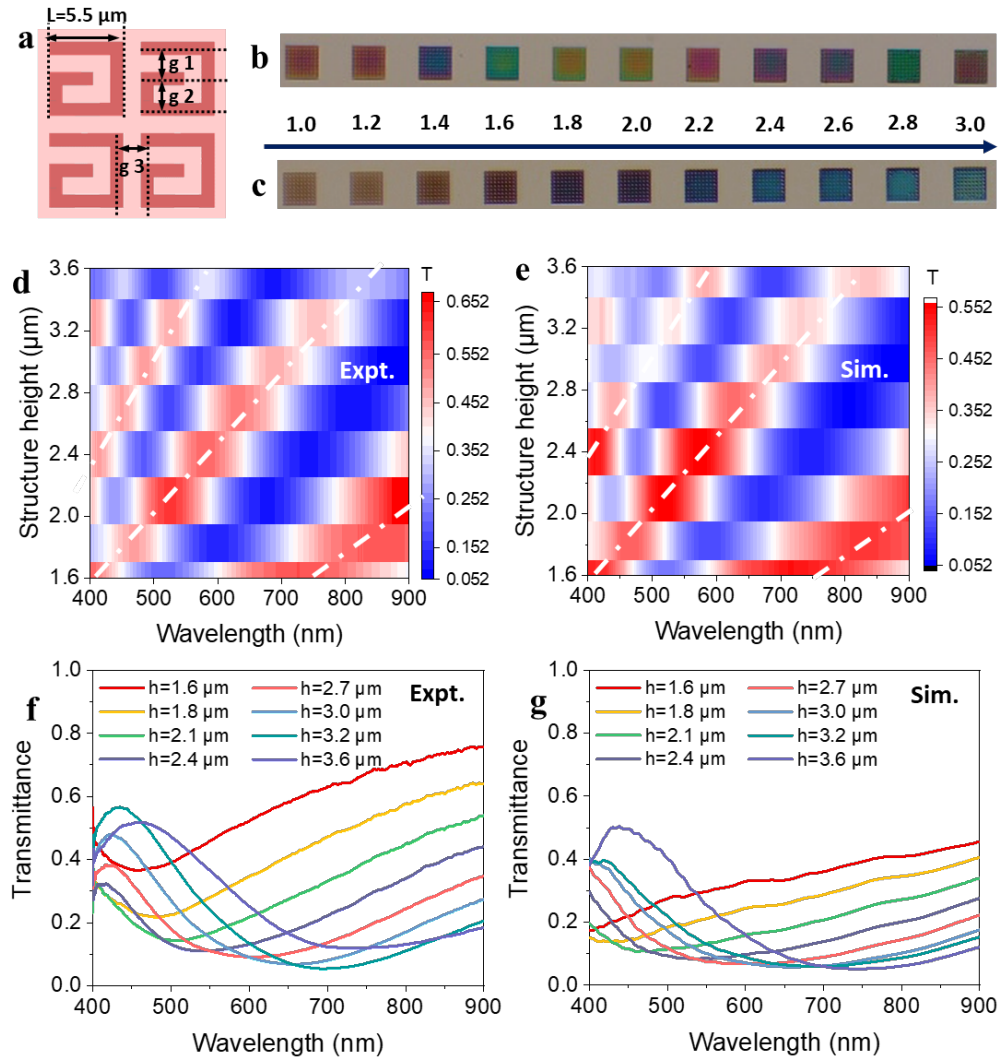 a
L=5.5 µm
g 1
g 2
g 3
b
1.0 1.2 1.4 1.6 1.8 2.0 2.2 2.4 2.6 2.8 3.0
c
d
Structure height (µm)
3.6
3.2
2.8
2.4
2.0
1.6
400 500 600 700 800 900
Wavelength (nm)
Expt.
T
0.652
0.552
0.452
0.352
0.252
0.152
0.052
e
Structure height (µm)
3.6
3.2
2.8
2.4
2.0
1.6
400 500 600 700 800 900
Wavelength (nm)
Sim.
T
0.552
0.452
0.352
0.252
0.152
0.052
f
Transmittance
1.0
0.8
0.6
0.4
0.2
0.0
h=1.6 µm h=2.7 µm
h=1.8 µm h=3.0 µm
h=2.1 µm h=3.2 µm
h=2.4 µm h=3.6 µm
Expt.
400 500 600 700 800 900
Wavelength (nm)
g
Transmittance
1.0
0.8
0.6
0.4
0.2
0.0
h=1.6 µm h=2.7 µm
h=1.8 µm h=3.0 µm
h=2.1 µm h=3.2 µm
h=2.4 µm h=3.6 µm
Sim.
400 500 600 700 800 900
Wavelength (nm)